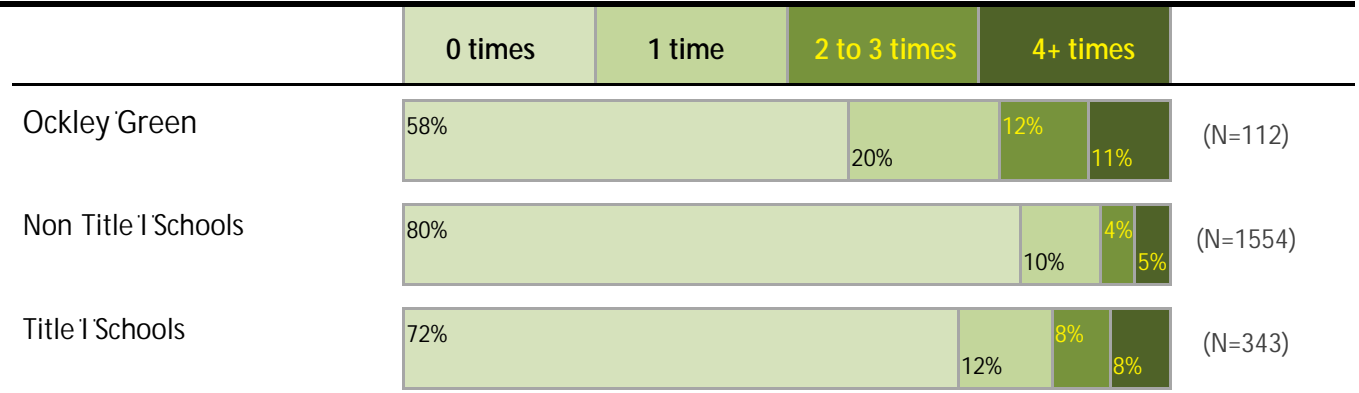 0 times 1 time 2 to 3 times 4+ times
Ockley Green 58% 20% 12% 11% (N=112)
Non Title I Schools 80% 10% 4% 5% (N=1554)
Title I Schools 72% 12% 8% 8% (N=343)